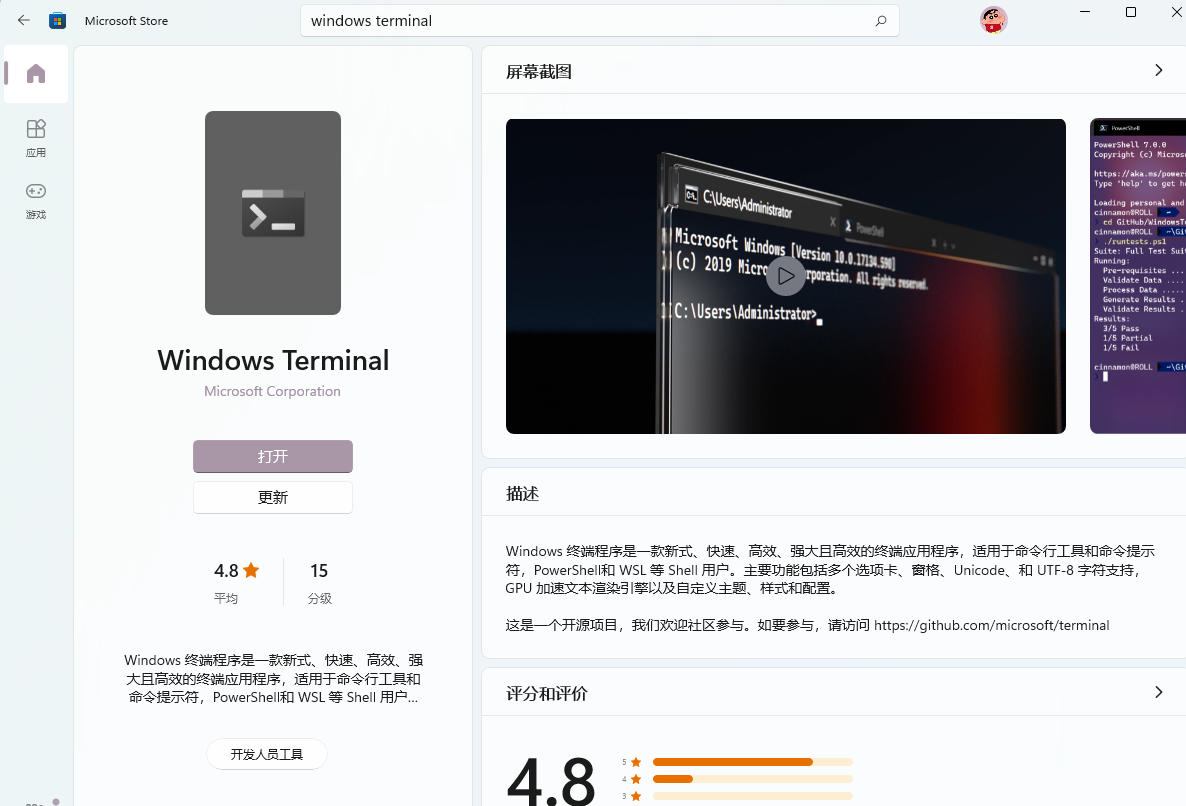 Microsoft Store
windows terminal
应用
游戏
Windows Terminal
Microsoft Corporation
打开
更新
4.8
平均
15
分级
Windows 终端程序是一款新式、快速、高效、强
大且高效的终端应用程序，适用于命令行工具和
命令提示符，PowerShell和 WSL 等 Shell 用户...
开发人员工具
屏幕截图
C:\Users\Administrator
X
PowerShell
Microsoft Windows [Version 10.0.17134.590]
(c) 2019 Micro
rporation. All rights reserved.
C:\Users\Administrator>
PowerShell
PowerShell 7.0.0
Copyright (c) Micros
https://aka.ms/power
Type 'help' to get h
Loading personal and
cinnamon@ROLL ~
cd GitHub/WindowsTe
cinnamon@ROLL ~\Gi
./runtests.ps1
Suite: Full Test Sui
Running:
Pre-requisites ...
Validate Data .....
Process Data .....
Generate Results .
Validate Results .
Results:
3/5 Pass
1/5 Partial
1/5 Fail
cinnamon@ROLL ~\Git
描述
Windows 终端程序是一款新式、快速、高效、强大且高效的终端应用程序，适用于命令行工具和命令提示
符，PowerShell和 WSL 等 Shell 用户。主要功能包括多个选项卡、窗格、Unicode、和 UTF-8 字符支持，
GPU 加速文本渲染引擎以及自定义主题、样式和配置。
这是一个开源项目，我们欢迎社区参与。如要参与，请访问 https://github.com/microsoft/terminal
评分和评价
4.8
5
4
3